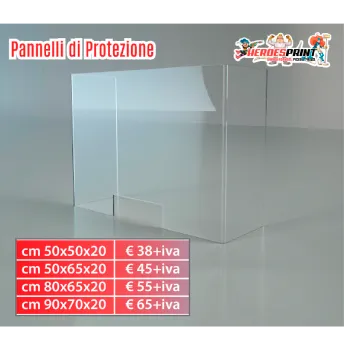 Pannelli di Protezione
HEROESPRINT
cm 50x50x20 € 38+iva
cm 50x65x20 € 45+iva
cm 80x65x20 € 55+iva
cm 90x70x20 € 65+iva